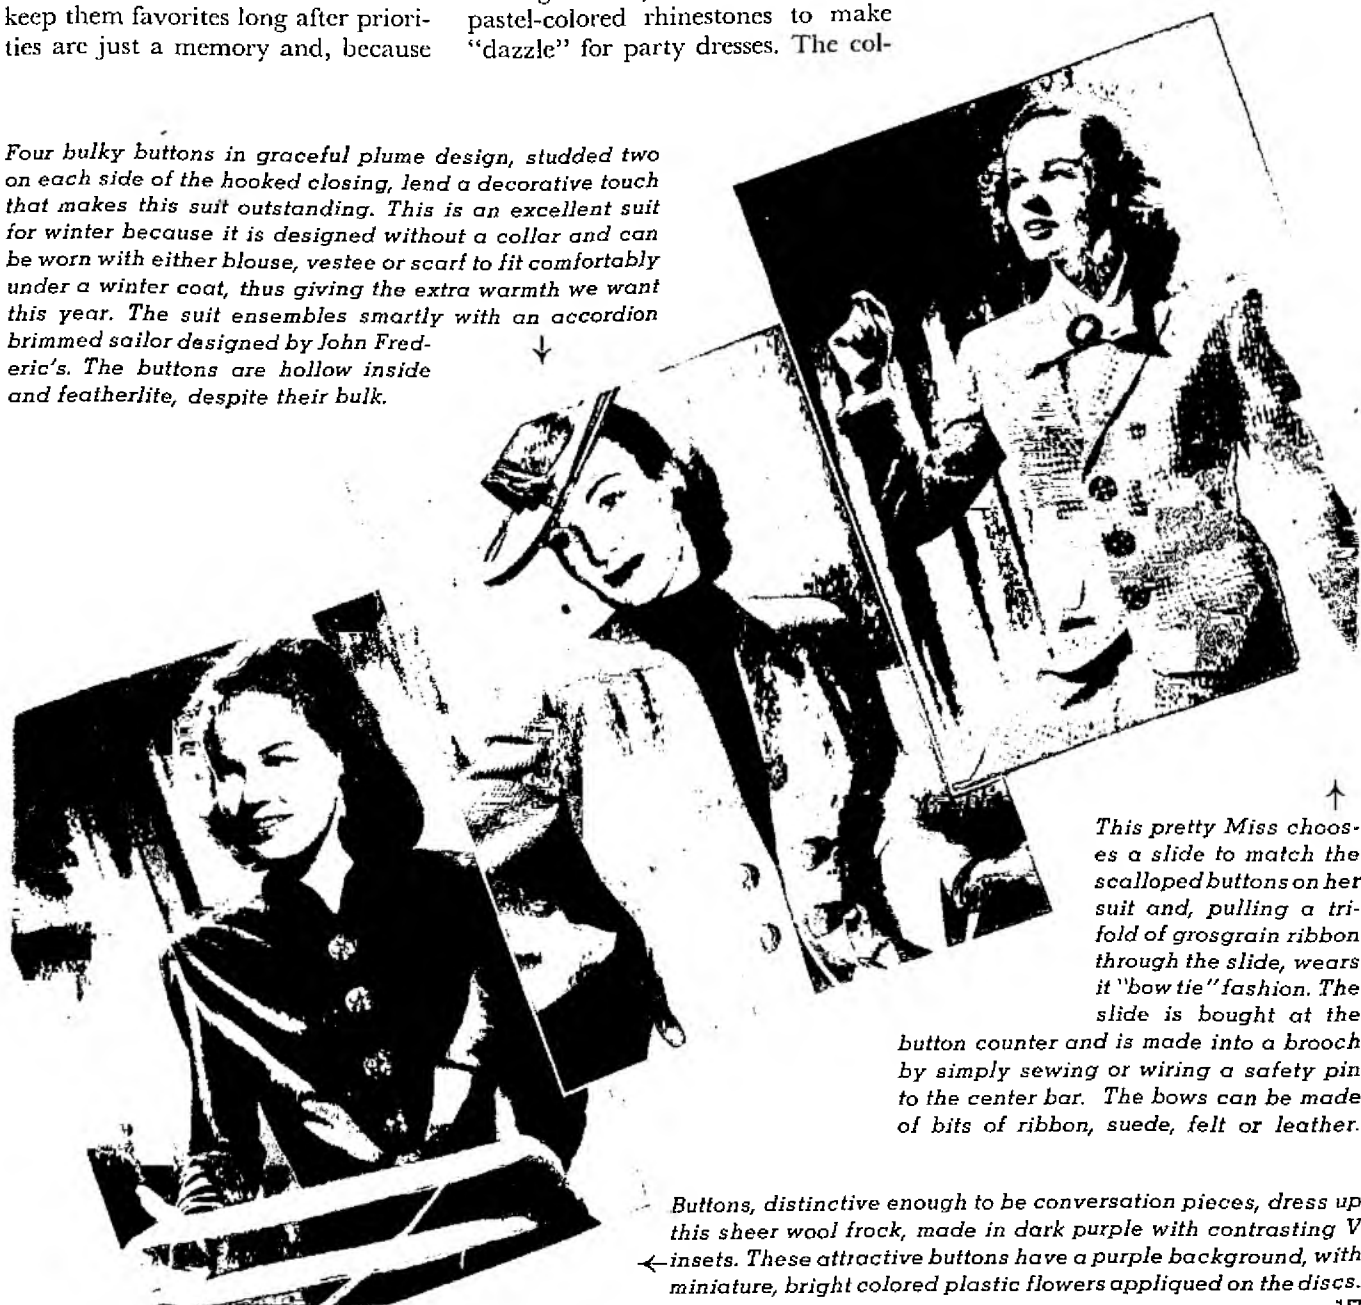 keep them favorites long after priori-
ties are just a memory and, because
pastel-colored rhinestones to make
“dazzle” for party dresses. The col-
Four bulky buttons in graceful plume design, studded two
on each side of the hooked closing, lend a decorative touch
that makes this suit outstanding. This is an excellent suit
for winter because it is designed without a collar and can
be worn with either blouse, vestee or scarf to fit comfortably
under a winter coat, thus giving the extra warmth we want
this year. The suit ensembles smartly with an accordion
brimmed sailor designed by John Fred-
eric's. The buttons are hollow inside
and featherlite, despite their bulk.
This pretty Miss choos-
es a slide to match the
scalloped buttons on her
suit and, pulling a tri-
fold of grosgrain ribbon
through the slide, wears
it "bow tie" fashion. The
slide is bought at the
button counter and is made into a brooch
by simply sewing or wiring a safety pin
to the center bar. The bows can be made
of bits of ribbon, suede, felt or leather.
Buttons, distinctive enough to be conversation pieces, dress up
this sheer wool frock, made in dark purple with contrasting V
insets. These attractive buttons have a purple background, with
miniature, bright colored plastic flowers appliqued on the discs.